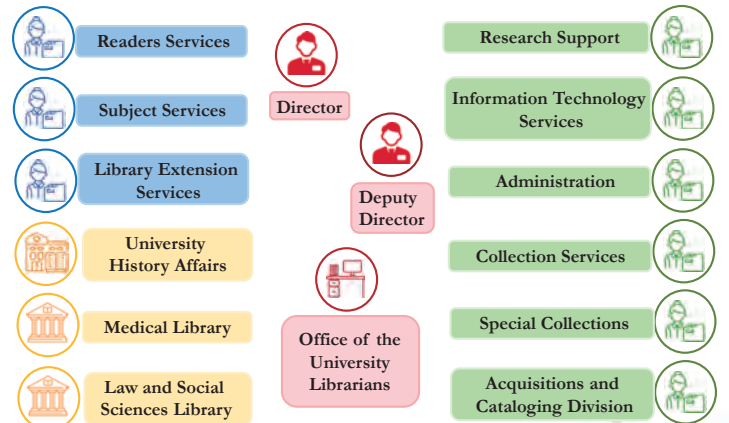 Readers Services
Subject Services
Library Extension
Services
University
History Affairs
Medical Library
Law and Social
Sciences Library
Director
Deputy
Director
Office of the
University
Librarians
Research Support
Information Technology
Services
Administration
Collection Services
Special Collections
Acquisitions and
Cataloging Division